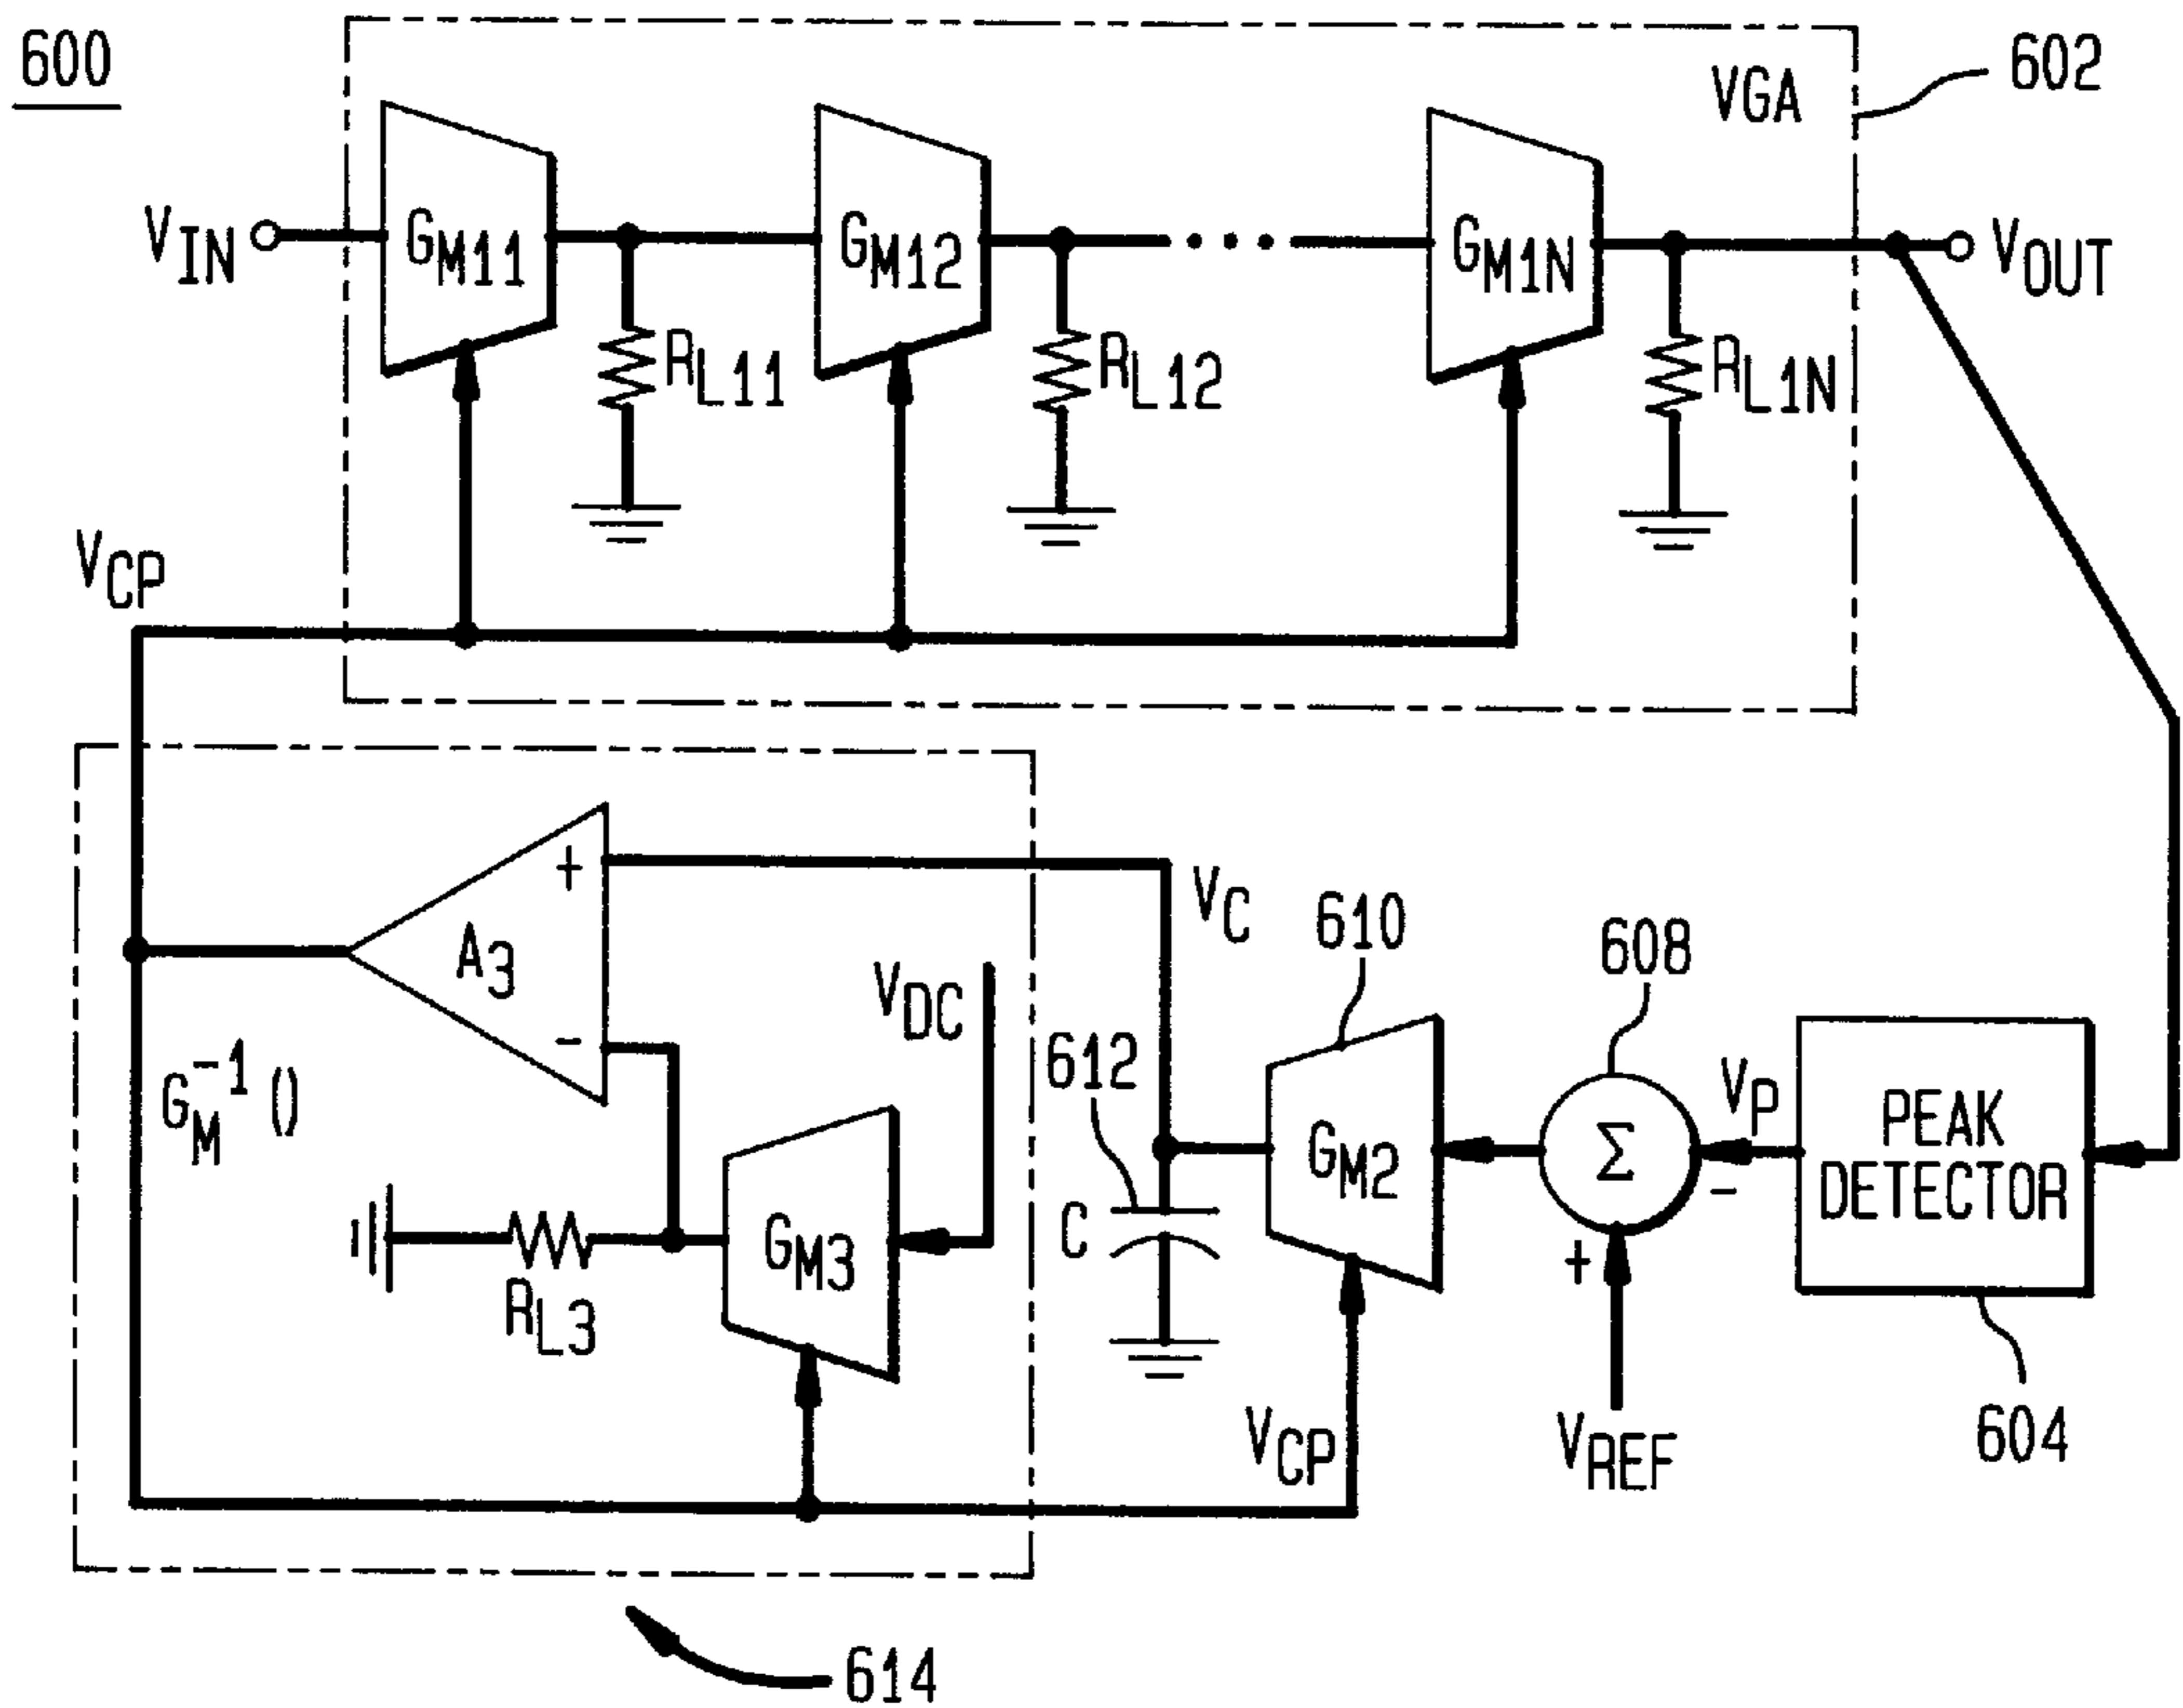 600
602
VGA
VIN
GM11
GM12
GM1N
VOUT
RL11
RL12
RL1N
VCP
+
A3
-
VC
610
608
VDC
612
GM^-1 ()
GM2
Σ
VP
-
PEAK
DETECTOR
GM3
C
RL3
+
VCP
VREF
604
614